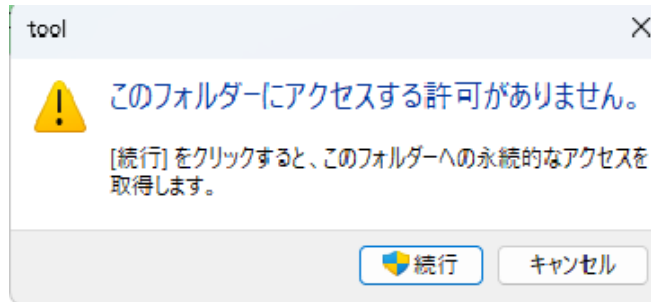 tool
このフォルダーにアクセスする許可がありません。
[続行] をクリックすると、このフォルダーへの永続的なアクセスを
取得します。
続行
キャンセル